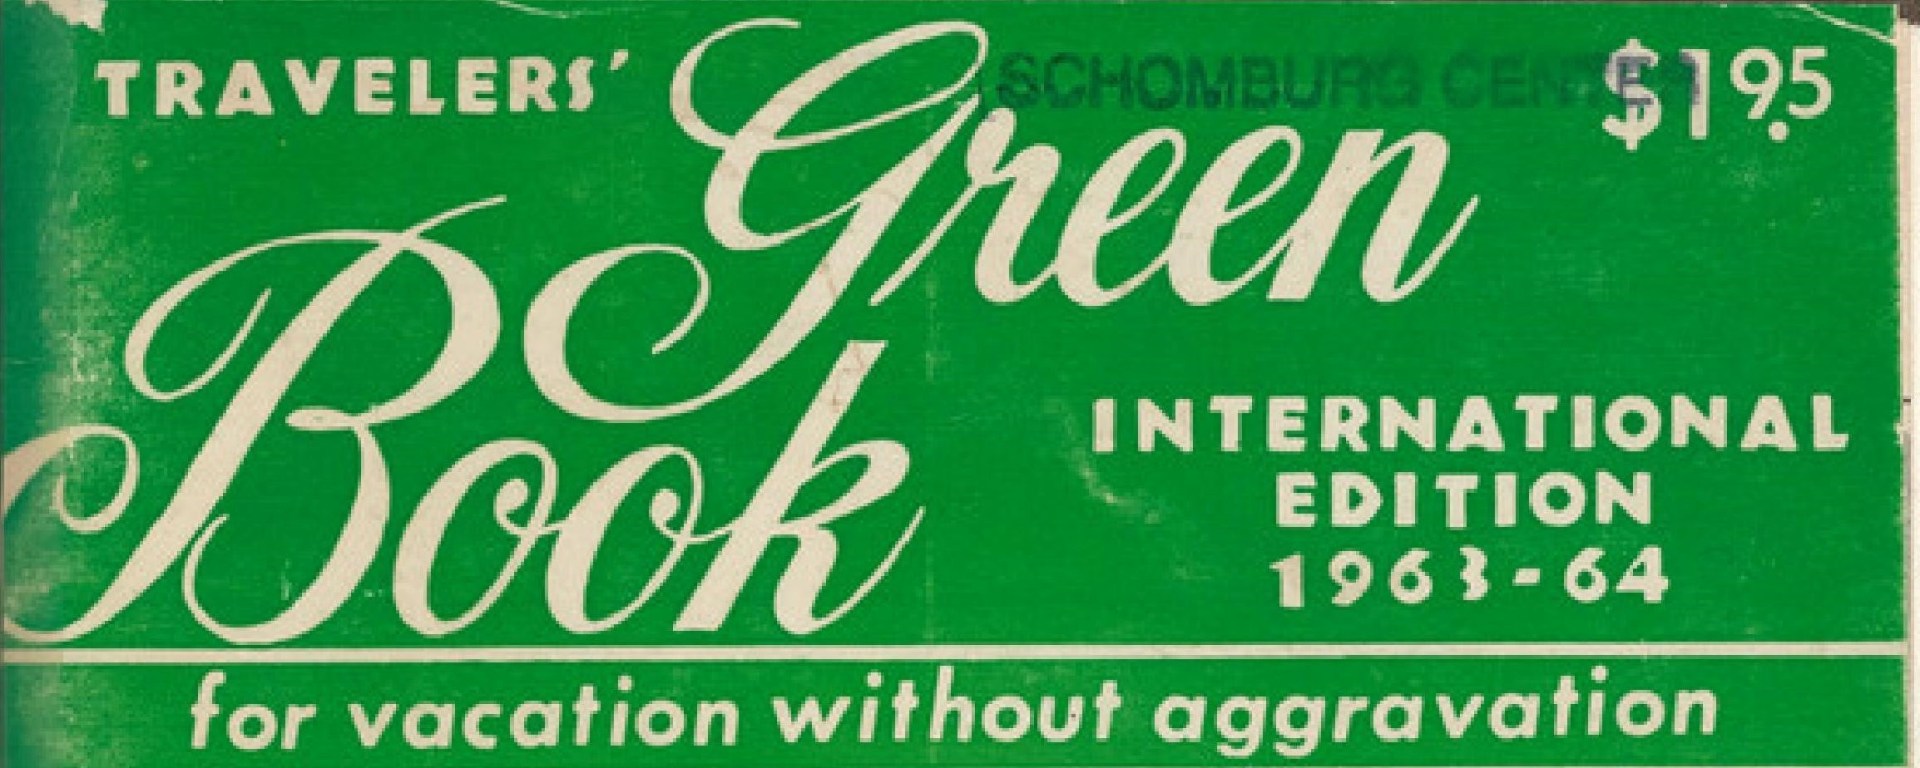 TRAVELERS'
Green
Book
SCHOMBURG CENTER
$1.95
INTERNATIONAL
EDITION
1963-64
for vacation without aggravation